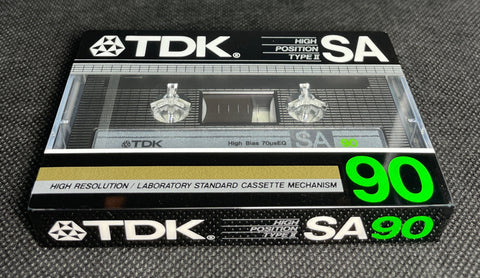 TDK® HIGH POSITION TYPE II SA
TDK High Bias 70μsEQ SA 90
HIGH RESOLUTION / LABORATORY STANDARD CASSETTE MECHANISM 90
TDK® HIGH POSITION TYPE II SA90